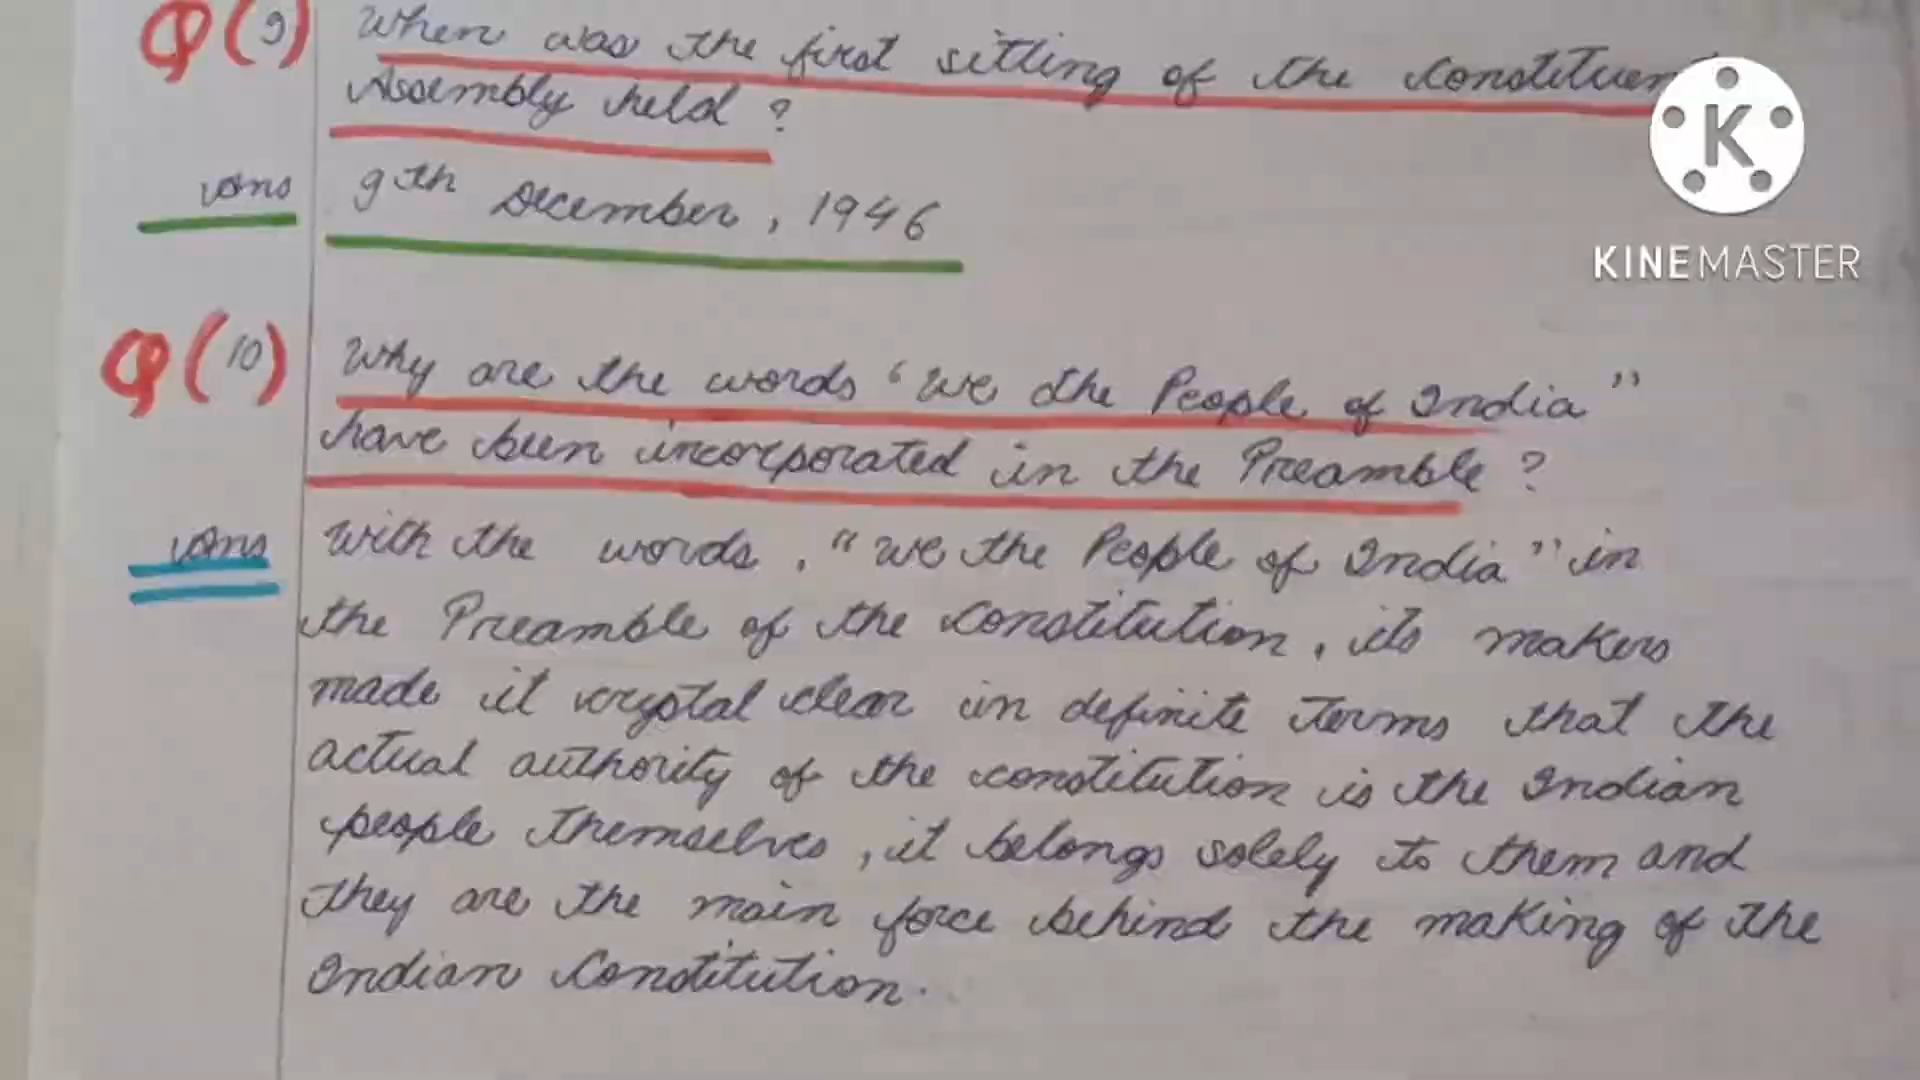 Q(9) When was the first sitting of the Constituent
Assembly held ?
Ans 9th December, 1946
K
KINEMASTER
Q(10) Why are the words "We the People of India"
have been incorporated in the Preamble ?
Ans With the words, "We the People of India" in
the Preamble of the Constitution, its makers
made it crystal clear in definite terms that the
actual authority of the constitution is the Indian
people themselves, it belongs solely to them and
they are the main force behind the making of the
Indian Constitution.